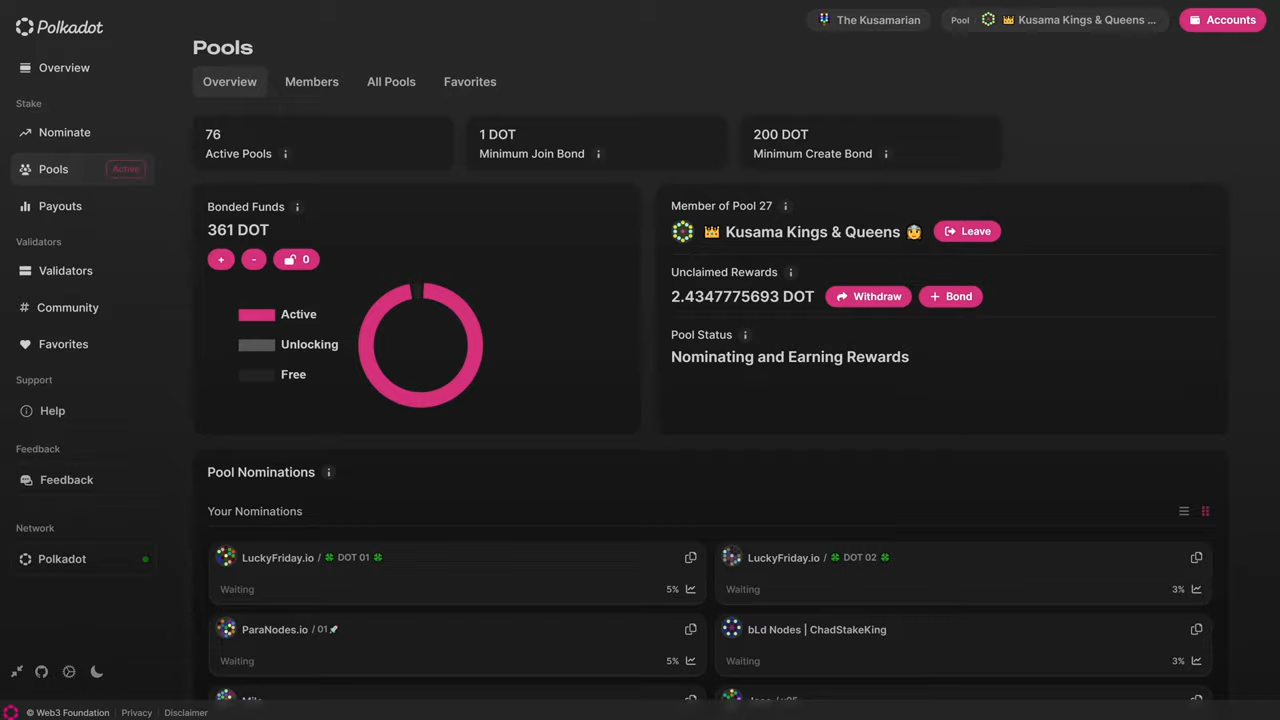 Polkadot
The Kusamarian
Pool Kusama Kings & Queens ...
Accounts
Overview
Stake
Nominate
Pools Active
Payouts
Validators
Validators
Community
Favorites
Support
Help
Feedback
Feedback
Network
Polkadot
Pools
Overview Members All Pools Favorites
76
Active Pools
1 DOT
Minimum Join Bond
200 DOT
Minimum Create Bond
Bonded Funds
361 DOT
+ - 0
Active
Unlocking
Free
Member of Pool 27
Kusama Kings & Queens Leave
Unclaimed Rewards
2.4347775693 DOT Withdraw + Bond
Pool Status
Nominating and Earning Rewards
Pool Nominations
Your Nominations
LuckyFriday.io / DOT 01
Waiting 5%
LuckyFriday.io / DOT 02
Waiting 3%
ParaNodes.io / 01
Waiting 5%
bLd Nodes | ChadStakeKing
Waiting 3%
© Web3 Foundation Privacy Disclaimer